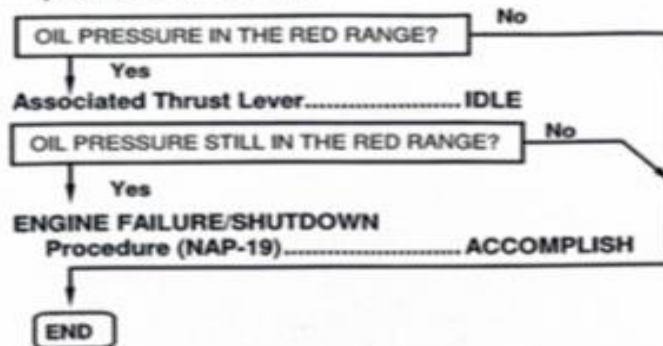 No
OIL PRESSURE IN THE RED RANGE?
Yes
Associated Thrust Lever...................... IDLE
OIL PRESSURE STILL IN THE RED RANGE?
No
Yes
ENGINE FAILURE/SHUTDOWN
Procedure (NAP-19)......................... ACCOMPLISH
END